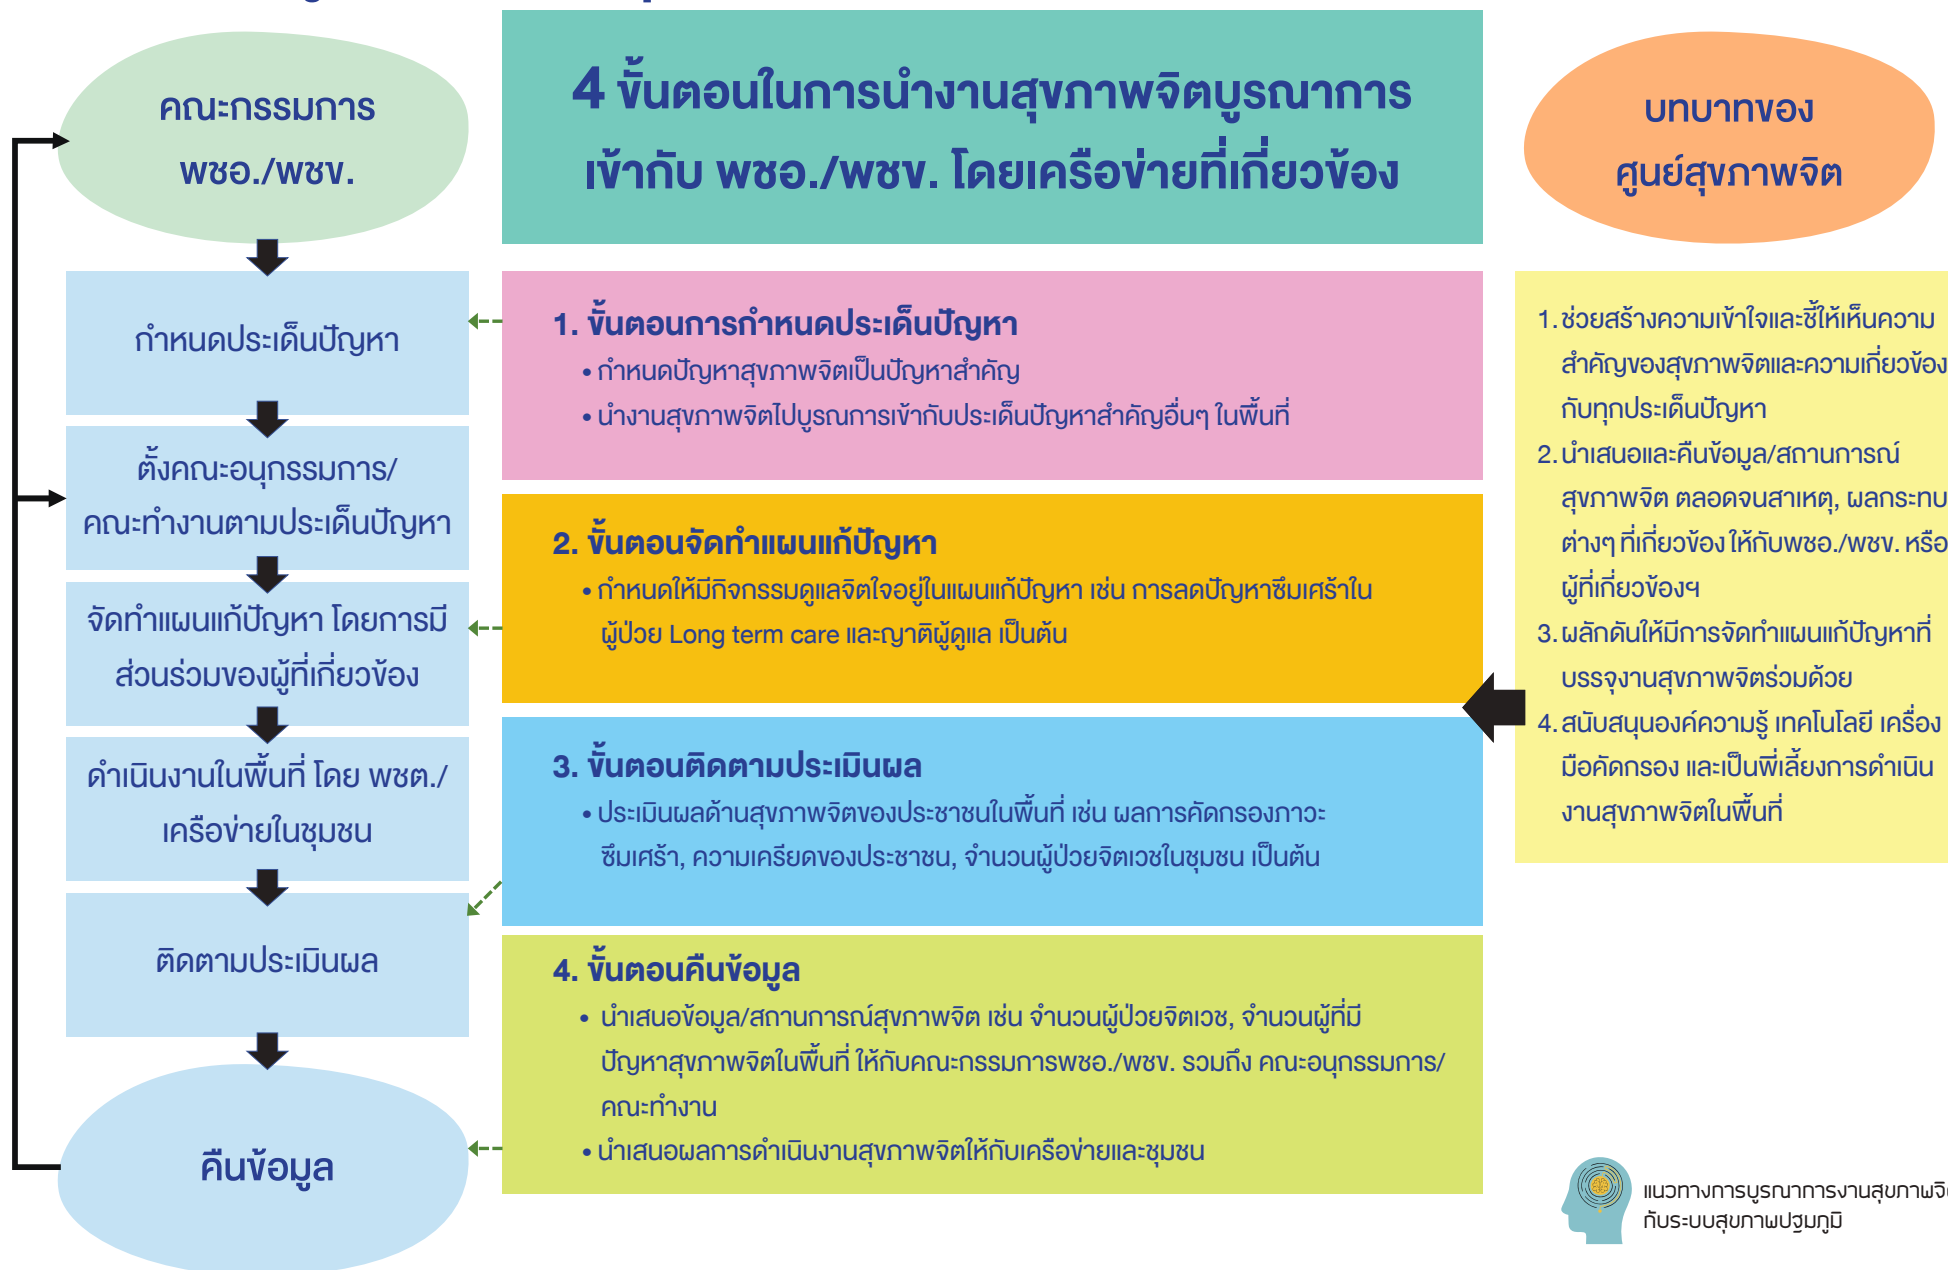 คณะกรรมการ
พชอ./พชข.
กำหนดประเด็นปัญหา
ตั้งคณะอนุกรรมการ/
คณะทำงานตามประเด็นปัญหา
จัดทำแผนแก้ปัญหา โดยการมี
ส่วนร่วมของผู้ที่เกี่ยวข้อง
ดำเนินงานในพื้นที่ โดย พชต./
เครือข่ายในชุมชน
ติดตามประเมินผล
คืนข้อมูล
4 ขั้นตอนในการนำงานสุขภาพจิตบูรณาการ
เข้ากับ พชอ./พชข. โดยเครือข่ายที่เกี่ยวข้อง
1. ขั้นตอนการกำหนดประเด็นปัญหา
• กำหนดปัญหาสุขภาพจิตเป็นปัญหาสำคัญ
• นำงานสุขภาพจิตไปบูรณการเข้ากับประเด็นปัญหาสำคัญอื่นๆ ในพื้นที่
2. ขั้นตอนจัดทำแผนแก้ปัญหา
• กำหนดให้มีกิจกรรมดูแลจิตใจอยู่ในแผนแก้ปัญหา เช่น การลดปัญหาซึมเศร้าใน
ผู้ป่วย Long term care และญาติผู้ดูแล เป็นต้น
3. ขั้นตอนติดตามประเมินผล
• ประเมินผลด้านสุขภาพจิตของประชาชนในพื้นที่ เช่น ผลการคัดกรองภาวะ
ซึมเศร้า, ความเครียดของประชาชน, จำนวนผู้ป่วยจิตเวชในชุมชน เป็นต้น
4. ขั้นตอนคืนข้อมูล
• นำเสนอข้อมูล/สถานการณ์สุขภาพจิต เช่น จำนวนผู้ป่วยจิตเวช, จำนวนผู้ที่มี
ปัญหาสุขภาพจิตในพื้นที่ ให้กับคณะกรรมการพชอ./พชข. รวมถึง คณะอนุกรรมการ/
คณะทำงาน
• นำเสนอผลการดำเนินงานสุขภาพจิตให้กับเครือข่ายและชุมชน
บทบาทของ
ศูนย์สุขภาพจิต
1. ช่วยสร้างความเข้าใจและชี้ให้เห็นความ
สำคัญของสุขภาพจิตและความเกี่ยวข้อง
กับทุกประเด็นปัญหา
2. นำเสนอและคืนข้อมูล/สถานการณ์
สุขภาพจิต ตลอดจนสาเหตุ, ผลกระทบ
ต่างๆ ที่เกี่ยวข้อง ให้กับพชอ./พชข. หรือ
ผู้ที่เกี่ยวข้องฯ
3. ผลักดันให้มีการจัดทำแผนแก้ปัญหาที่
บรรจุงานสุขภาพจิตร่วมด้วย
4. สนับสนุนองค์ความรู้ เทคโนโลยี เครื่อง
มือคัดกรอง และเป็นพี่เลี้ยงการดำเนิน
งานสุขภาพจิตในพื้นที่
แนวทางการบูรณาการงานสุขภาพจิ
กับระบบสุขภาพปฐมภูมิ